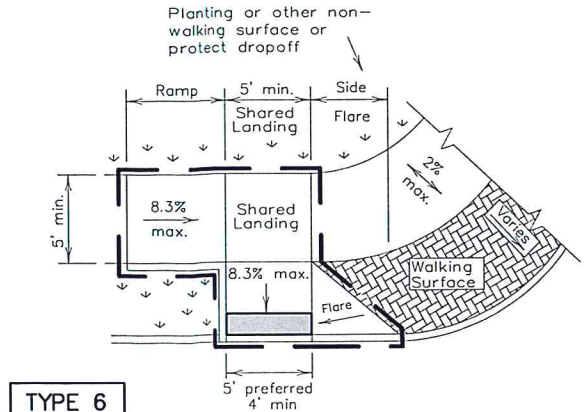 Planting or other non-
walking surface or
protect dropoff
Ramp
5' min.
Side
Shared
Landing
Flare
2%
max.
5' min.
8.3%
max.
Shared
Landing
Varies
Walking
Surface
8.3% max.
Flare
5' preferred
4' min
TYPE 6